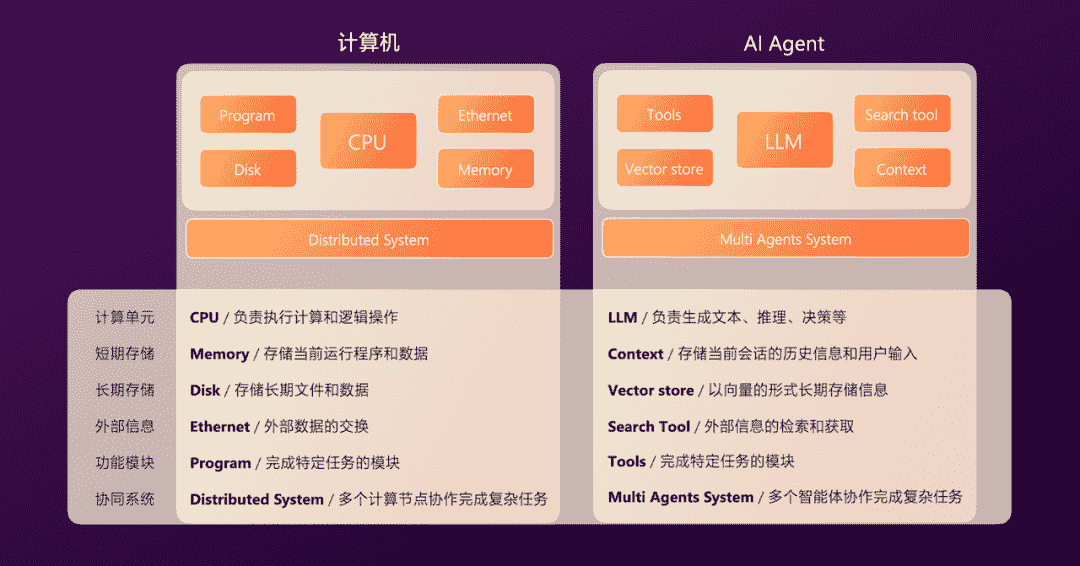 计算机
AI Agent
Program
CPU
Ethernet
Disk
Memory
Distributed System
Tools
LLM
Search tool
Vector store
Context
Multi Agents System
计算单元 CPU / 负责执行计算和逻辑操作 LLM / 负责生成文本、推理、决策等
短期存储 Memory / 存储当前运行程序和数据 Context / 存储当前会话的历史信息和用户输入
长期存储 Disk / 存储长期文件和数据 Vector store / 以向量的形式长期存储信息
外部信息 Ethernet / 外部数据的交换 Search Tool / 外部信息的检索和获取
功能模块 Program / 完成特定任务的模块 Tools / 完成特定任务的模块
协同系统 Distributed System / 多个计算节点协作完成复杂任务 Multi Agents System / 多个智能体协作完成复杂任务